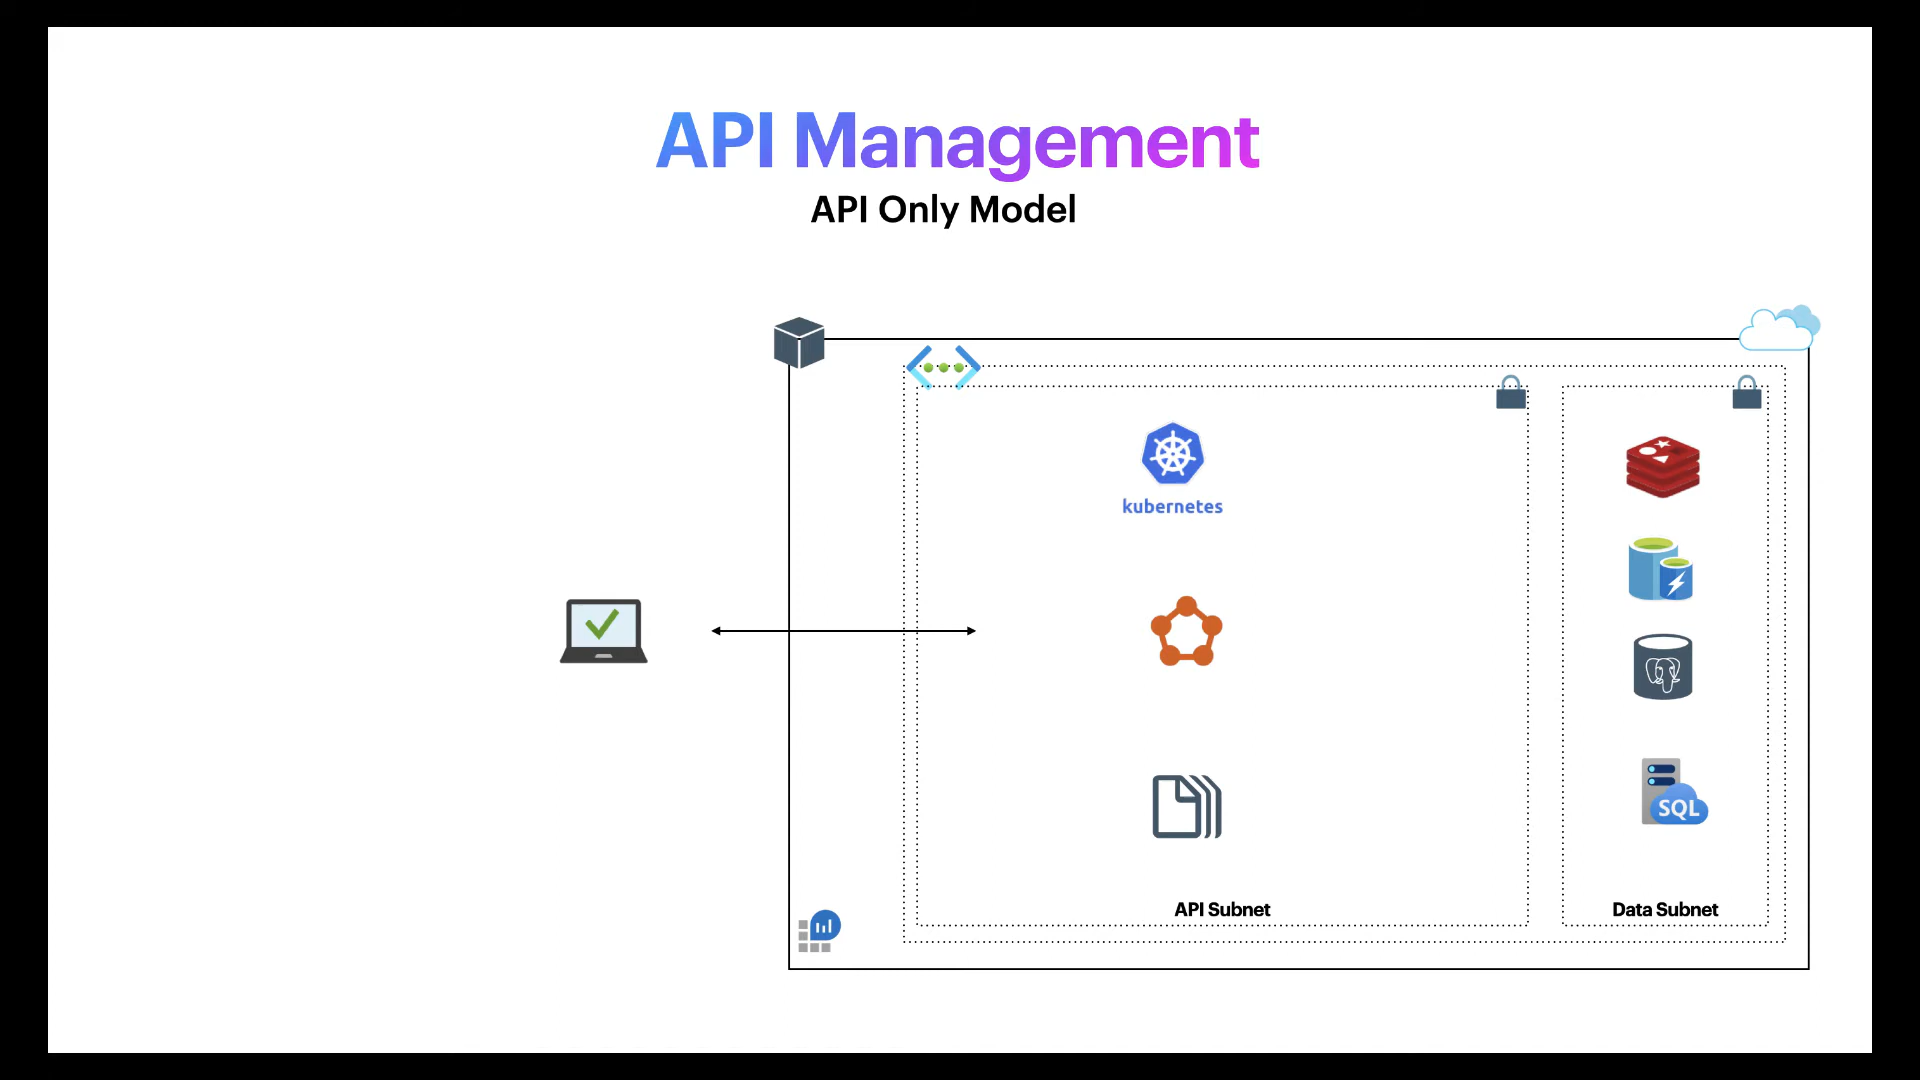 API Management
API Only Model
kubernetes
SQL
API Subnet
Data Subnet